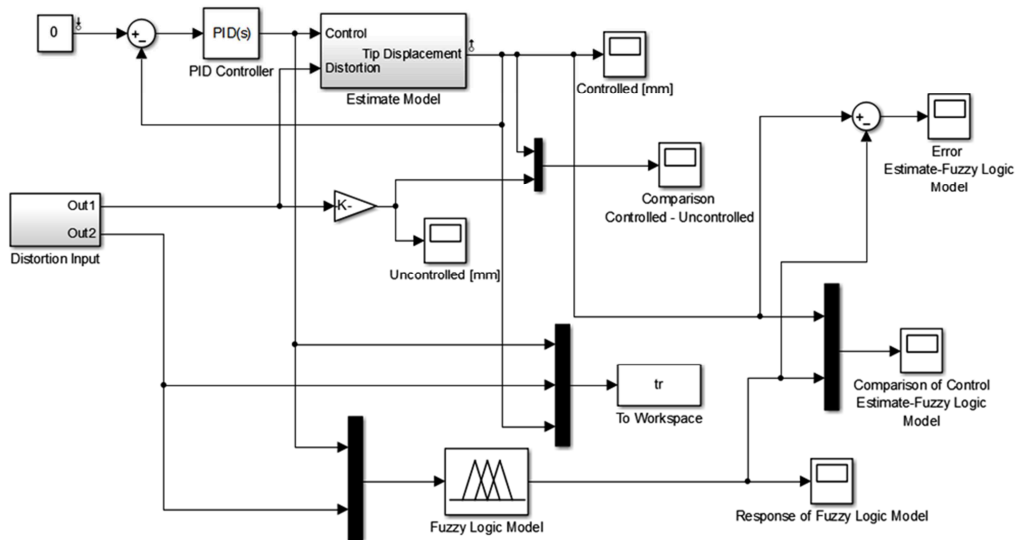 0
+
−
PID(s)
PID Controller
Control
Tip Displacement
Distortion
Estimate Model
Controlled [mm]
+
−
Error
Estimate-Fuzzy Logic
Model
Comparison
Controlled - Uncontrolled
Out1
Out2
Distortion Input
-K-
Uncontrolled [mm]
tr
To Workspace
Comparison of Control
Estimate-Fuzzy Logic
Model
Fuzzy Logic Model
Response of Fuzzy Logic Model